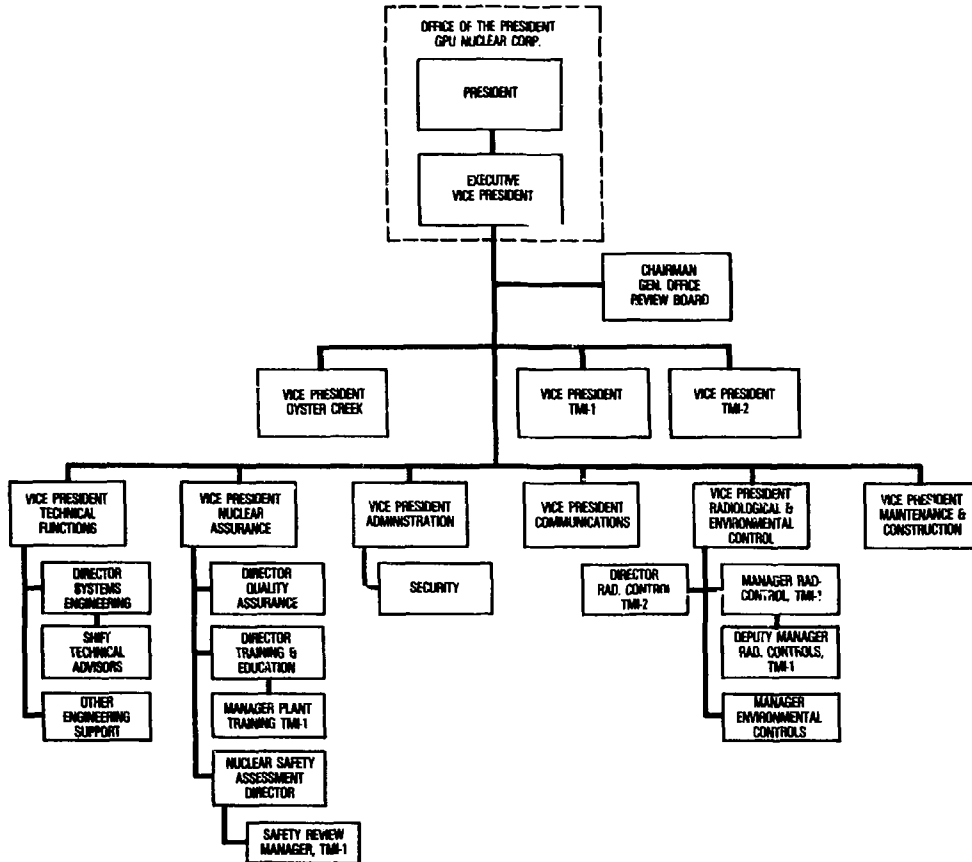 OFFICE OF THE PRESIDENT
GPU NUCLEAR CORP.
PRESIDENT
EXECUTIVE
VICE PRESIDENT
CHAIRMAN
GEN. OFFICE
REVIEW BOARD
VICE PRESIDENT
OYSTER CREEK
VICE PRESIDENT
TMI-1
VICE PRESIDENT
TMI-2
VICE PRESIDENT
TECHNICAL
FUNCTIONS
VICE PRESIDENT
NUCLEAR
ASSURANCE
VICE PRESIDENT
ADMINISTRATION
VICE PRESIDENT
COMMUNICATIONS
VICE PRESIDENT
RADIOLOGICAL &
ENVIRONMENTAL
CONTROL
VICE PRESIDENT
MAINTENANCE &
CONSTRUCTION
DIRECTOR
SYSTEMS
ENGINEERING
SHIFT
TECHNICAL
ADVISORS
OTHER
ENGINEERING
SUPPORT
DIRECTOR
QUALITY
ASSURANCE
DIRECTOR
TRAINING &
EDUCATION
MANAGER PLANT
TRAINING TMI-1
NUCLEAR SAFETY
ASSESSMENT
DIRECTOR
SAFETY REVIEW
MANAGER, TMI-1
SECURITY
DIRECTOR
RAD. CONTROL
TMI-2
MANAGER RAD.
CONTROL,
DEPUTY MANAGER
RAD. CONTROLS,
TMI-1
MANAGER
ENVIRONMENTAL
CONTROLS